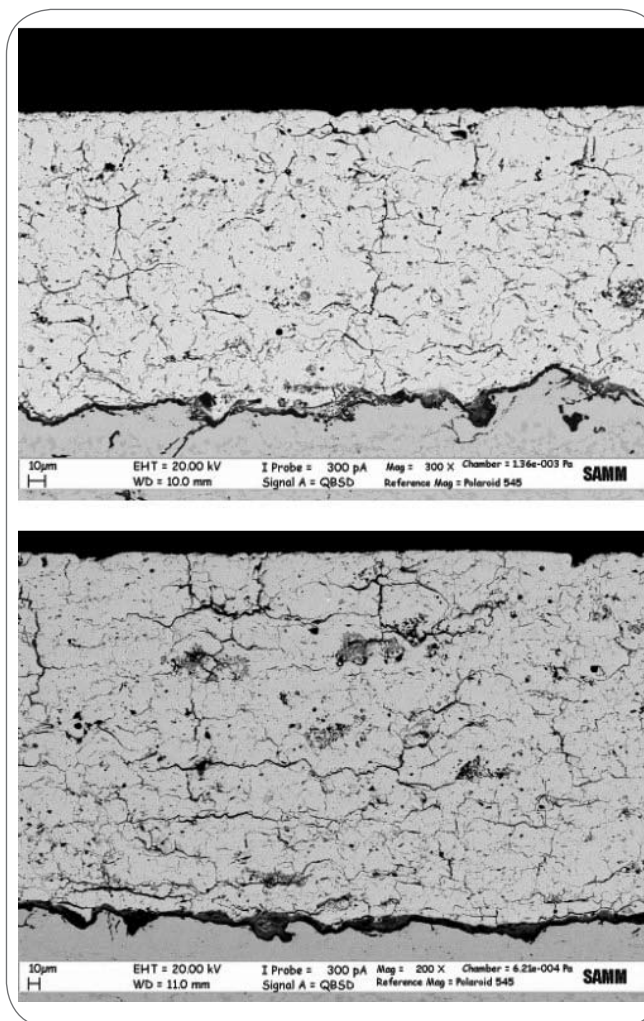 10µm EHT = 20.00 kV I Probe = 300 pA Mag = 300 X Chamber = 1.36e-003 Pa SAMM
WD = 10.0 mm Signal A = QBSD Reference Mag = Polaroid 545
10µm EHT = 20.00 kV I Probe = 300 pA Mag = 200 X Chamber = 6.21e-004 Pa SAMM
WD = 11.0 mm Signal A = QBSD Reference Mag = Polaroid 545